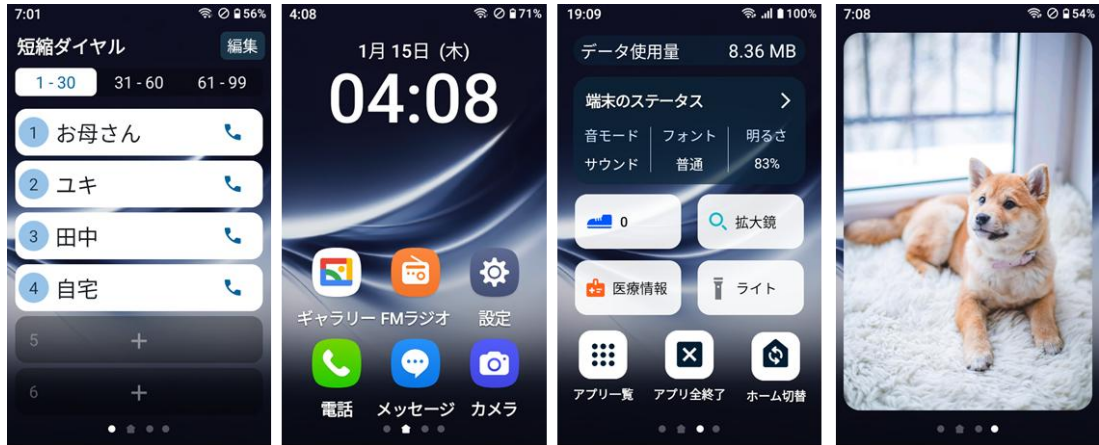 7:01 56%
短縮ダイヤル 編集
1 - 30 31 - 60 61 - 99
1 お母さん
2 ユキ
3 田中
4 自宅
5 +
6 +
4:08 71%
1月 15日 (木)
04:08
ギャラリー FMラジオ 設定
電話 メッセージ カメラ
19:09 100%
データ使用量 8.36 MB
端末のステータス
音モード フォント 明るさ
サウンド 普通 83%
0 拡大鏡
医療情報 ライト
アプリ一覧 アプリ全終了 ホーム切替
7:08 54%